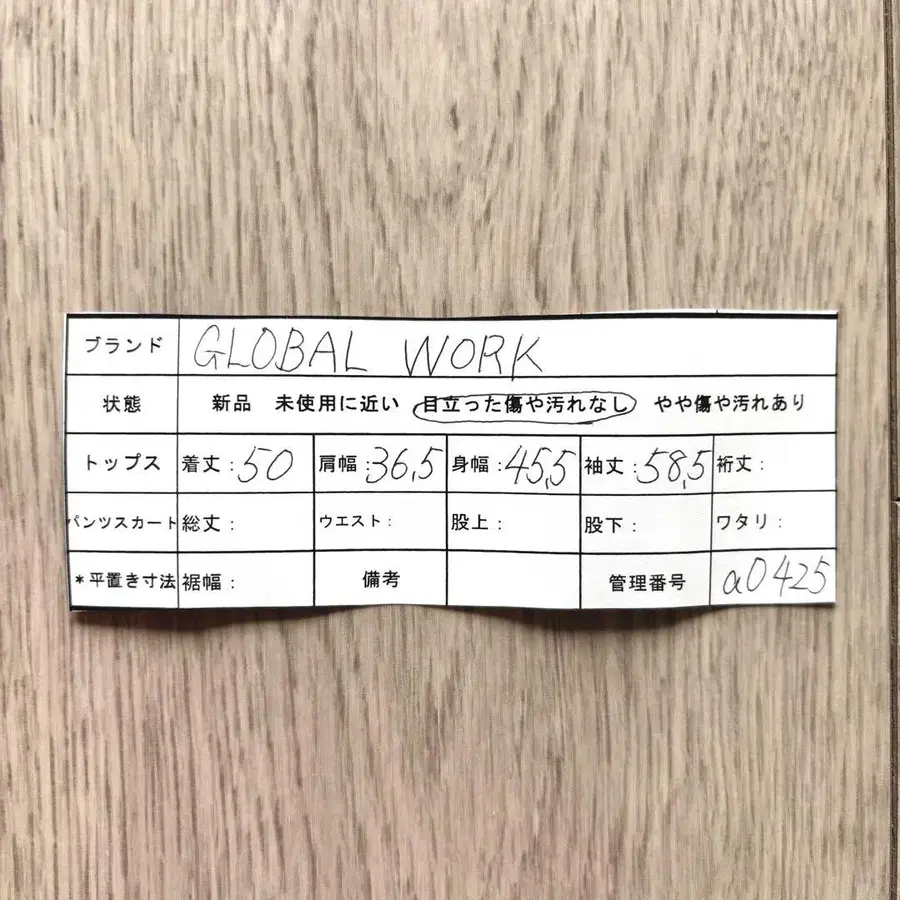 ブランド GLOBAL WORK
状態 新品 未使用に近い 目立った傷や汚れなし やや傷や汚れあり
トップス 着丈:50 肩幅:36,5 身幅:45,5 袖丈:58,5 裄丈:
パンツスカート 総丈: ウエスト: 股上: 股下: ワタリ:
*平置き寸法 裾幅: 備考 管理番号 a0425